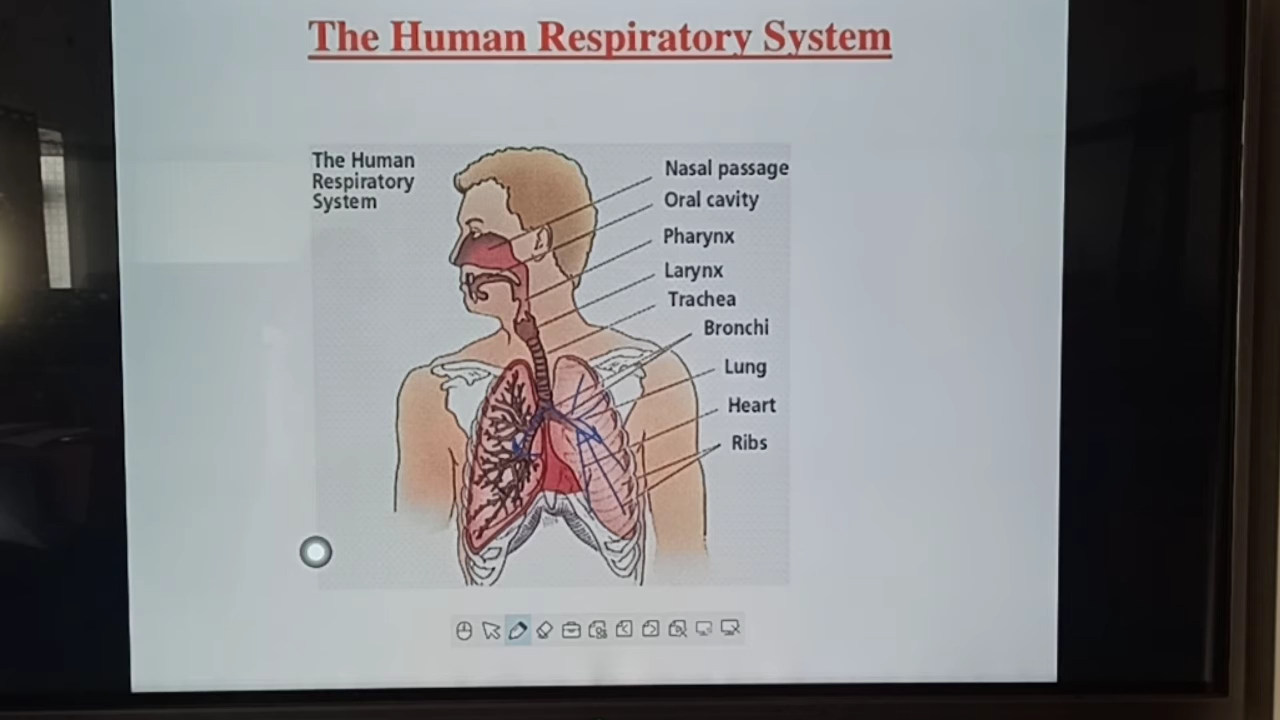 The Human Respiratory System
The Human
Respiratory
System
Nasal passage
Oral cavity
Pharynx
Larynx
Trachea
Bronchi
Lung
Heart
Ribs